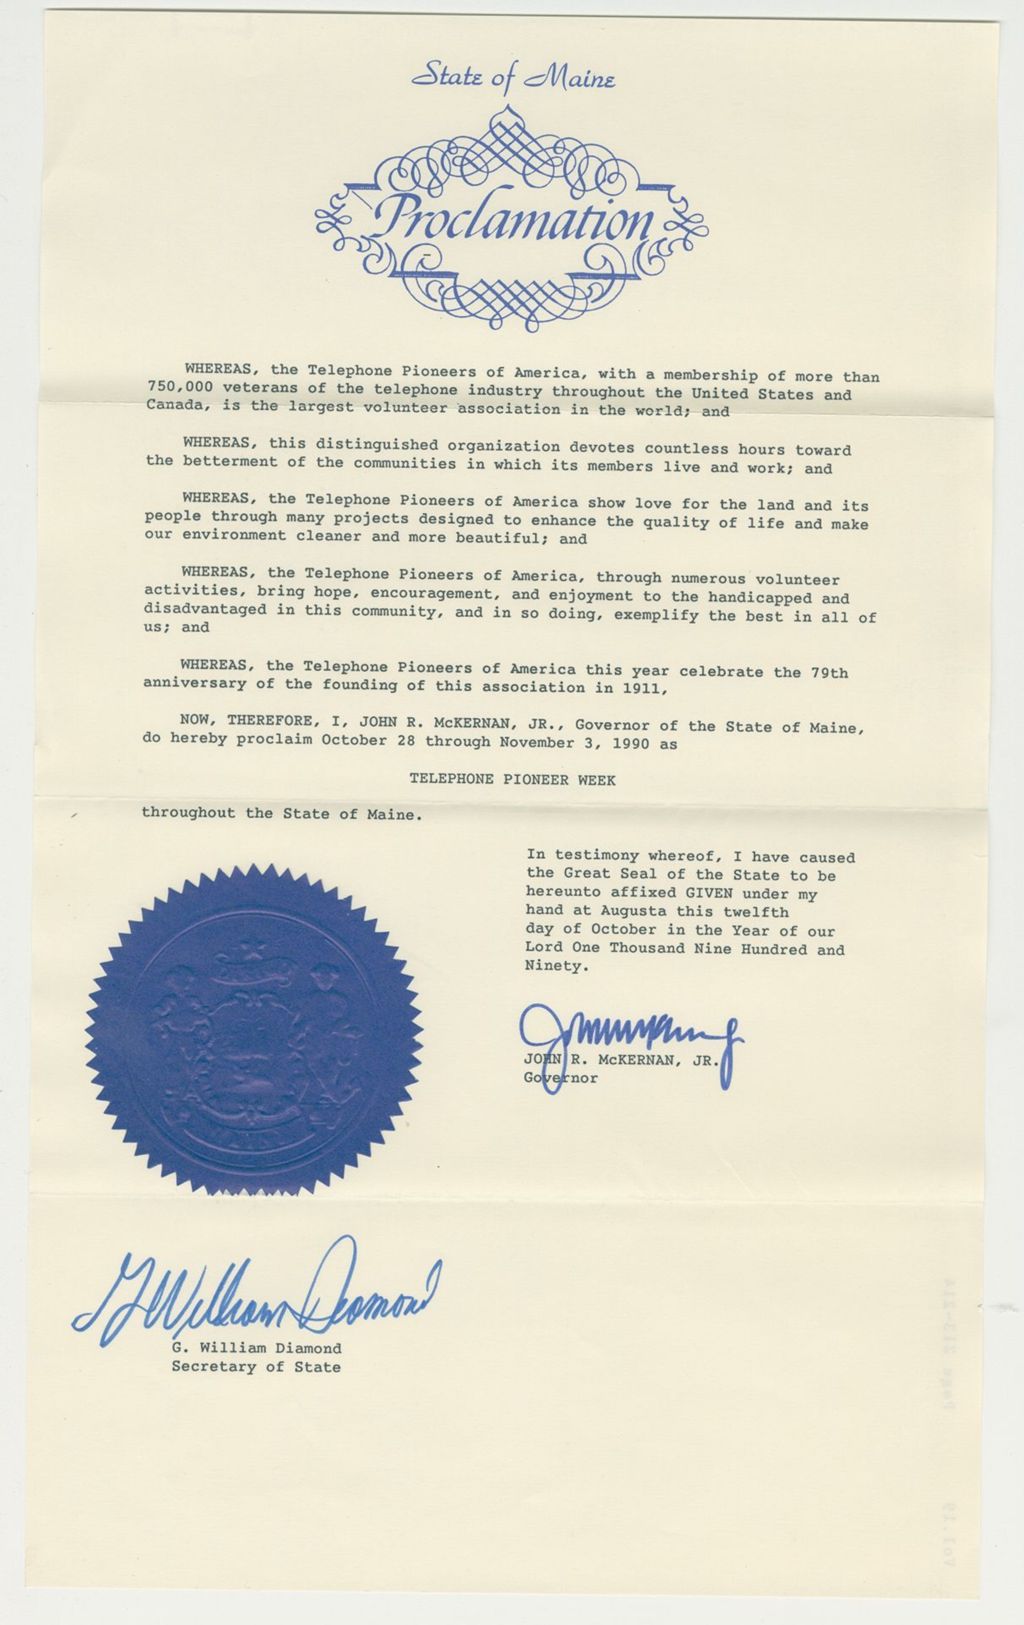 State of Maine
Proclamation
WHEREAS, the Telephone Pioneers of America, with a membership of more than
750,000 veterans of the telephone industry throughout the United States and
Canada, is the largest volunteer association in the world; and
WHEREAS, this distinguished organization devotes countless hours toward
the betterment of the communities in which its members live and work; and
WHEREAS, the Telephone Pioneers of America show love for the land and its
people through many projects designed to enhance the quality of life and make
our environment cleaner and more beautiful; and
WHEREAS, the Telephone Pioneers of America, through numerous volunteer
activities, bring hope, encouragement, and enjoyment to the handicapped and
disadvantaged in this community, and in so doing, exemplify the best in all of
us; and
WHEREAS, the Telephone Pioneers of America this year celebrate the 79th
anniversary of the founding of this association in 1911,
NOW, THEREFORE, I, JOHN R. McKERNAN, JR., Governor of the State of Maine,
do hereby proclaim October 28 through November 3, 1990 as
TELEPHONE PIONEER WEEK
throughout the State of Maine.
In testimony whereof, I have caused
the Great Seal of the State to be
hereunto affixed GIVEN under my
hand at Augusta this twelfth
day of October in the Year of our
Lord One Thousand Nine Hundred and
Ninety.
JOHN R. McKERNAN, JR.
Governor
G William Diamond
G. William Diamond
Secretary of State